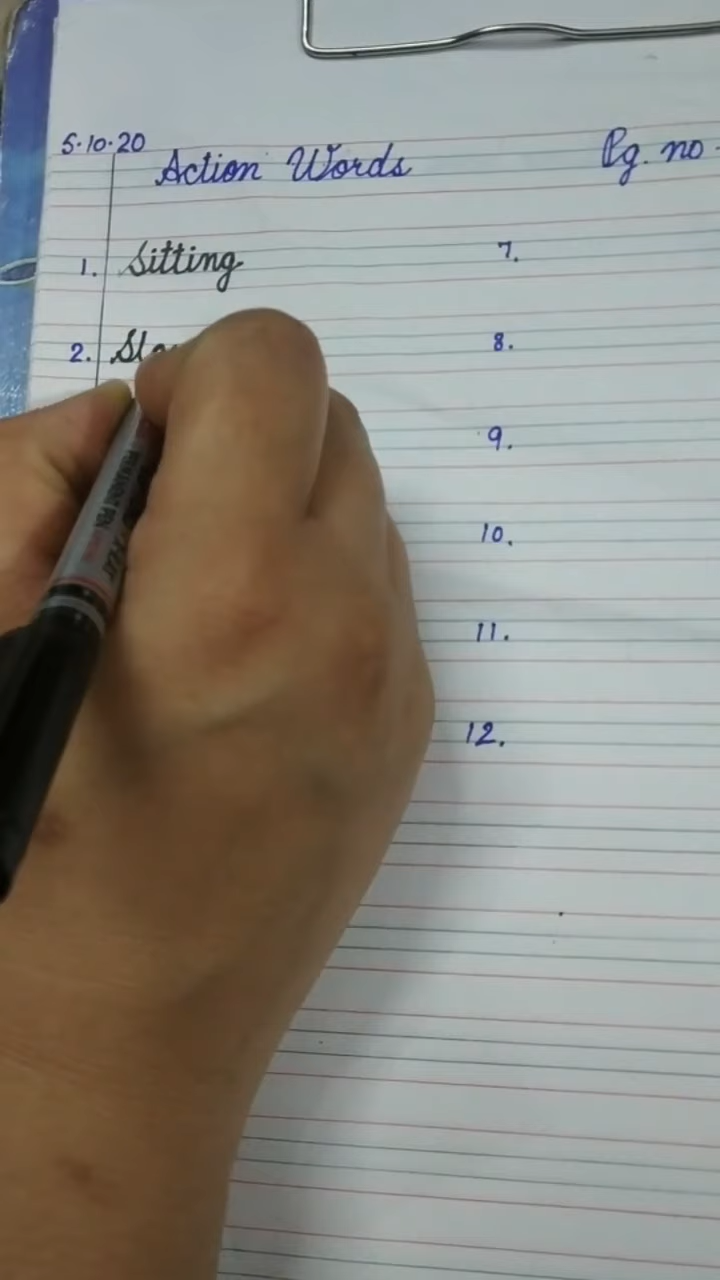 5.10.20
Action Words
Pg. no.
1. Sitting
7.
2.
8.
9.
10.
11.
12.